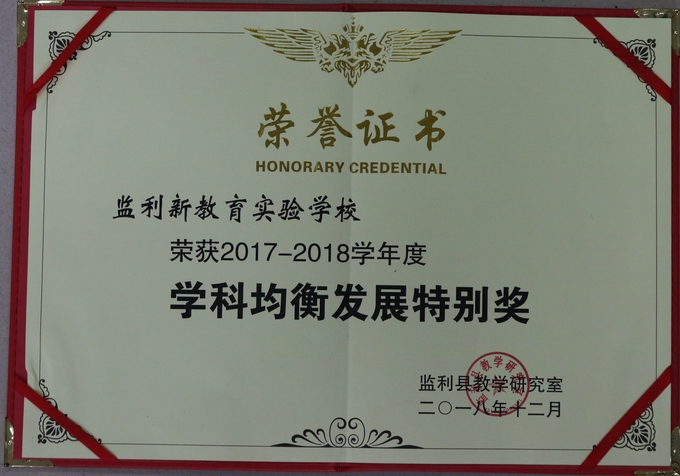 荣誉证书
HONORARY CREDENTIAL
监利新教育实验学校
荣获2017-2018学年度
学科均衡发展特别奖
监利县教学研究室
二〇一八年十二月